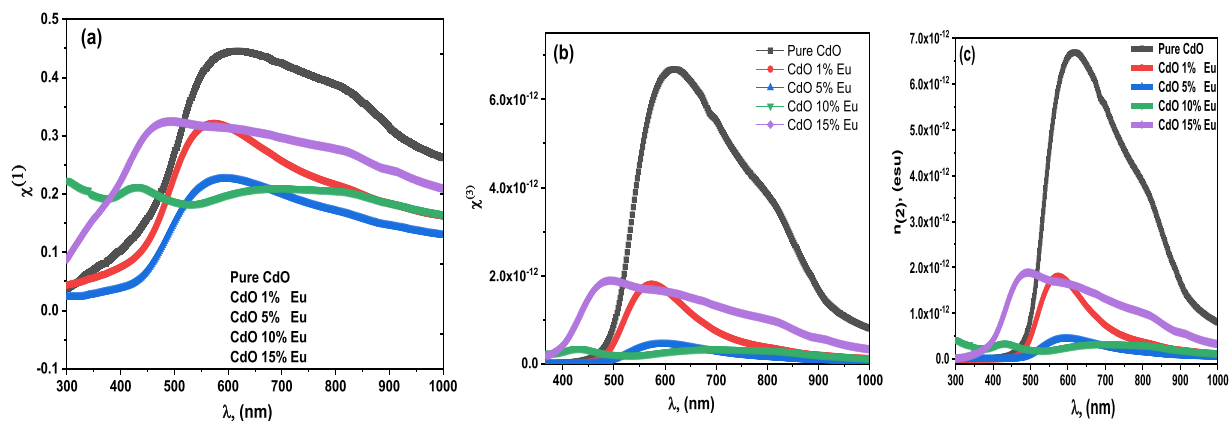 (a)
χ(1)
0.5
0.4
0.3
0.2
0.1
0.0
-0.1
Pure CdO
CdO 1% Eu
CdO 5% Eu
CdO 10% Eu
CdO 15% Eu
300 400 500 600 700 800 900 1000
λ, (nm)
(b)
χ(3)
6.0x10-12
4.0x10-12
2.0x10-12
0.0
Pure CdO
CdO 1% Eu
CdO 5% Eu
CdO 10% Eu
CdO 15% Eu
400 500 600 700 800 900 1000
λ, (nm)
(c)
n(2), (esu)
7.0x10-12
6.0x10-12
5.0x10-12
4.0x10-12
3.0x10-12
2.0x10-12
1.0x10-12
0.0
Pure CdO
CdO 1% Eu
CdO 5% Eu
CdO 10% Eu
CdO 15% Eu
300 400 500 600 700 800 900 1000
λ, (nm)